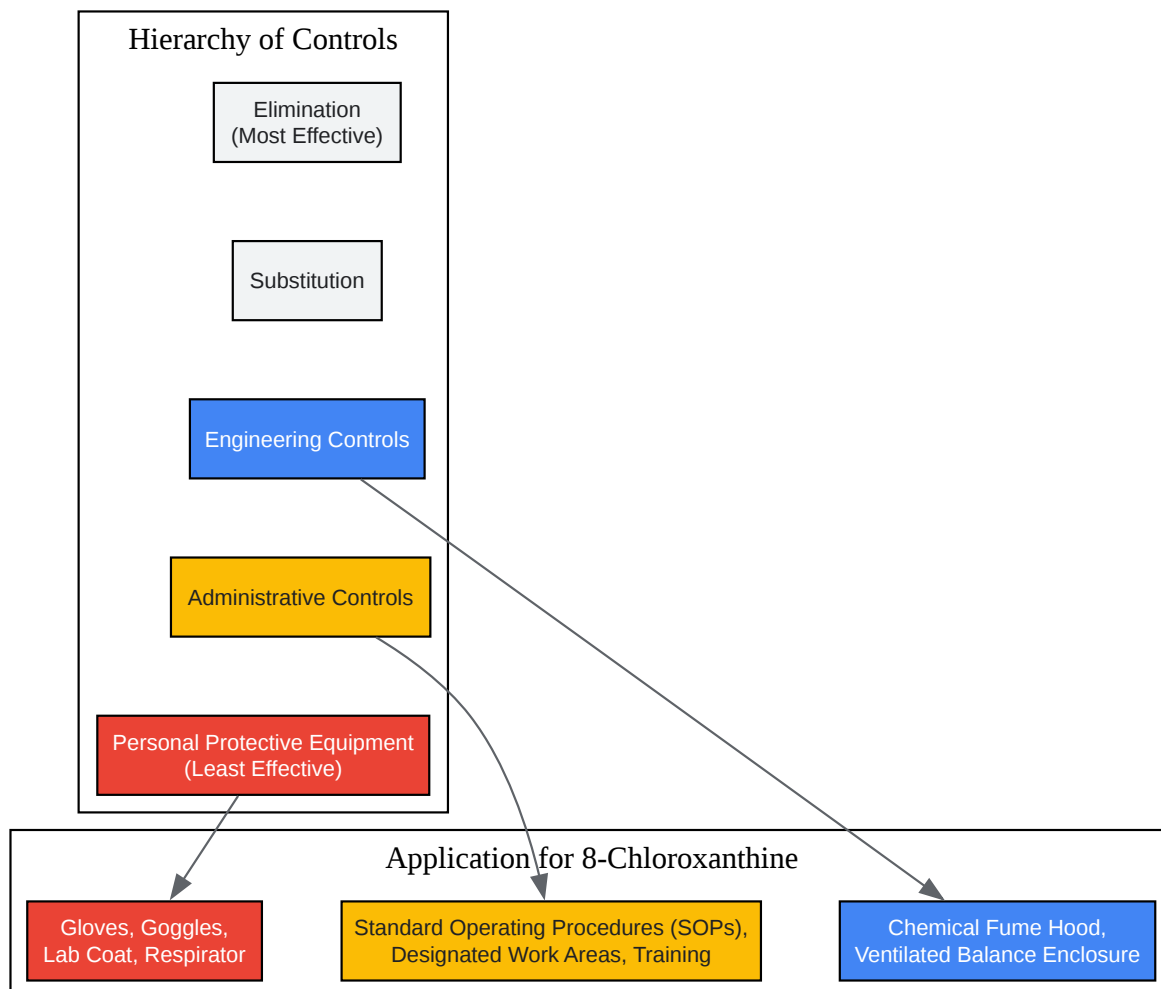 Hierarchy of Controls
Elimination
(Most Effective)
Substitution
Engineering Controls
Administrative Controls
Personal Protective Equipment
(Least Effective)
Application for 8-Chloroxanthine
Gloves, Goggles,
Lab Coat, Respirator
Standard Operating Procedures (SOPs),
Designated Work Areas, Training
Chemical Fume Hood,
Ventilated Balance Enclosure